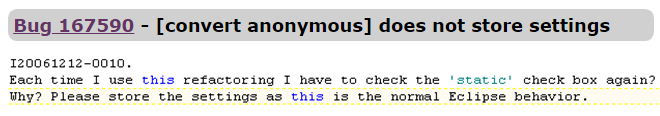 Bug 167590 - [convert anonymous] does not store settings
I20061212-0010.
Each time I use this refactoring I have to check the 'static' check box again?
Why? Please store the settings as this is the normal Eclipse behavior.